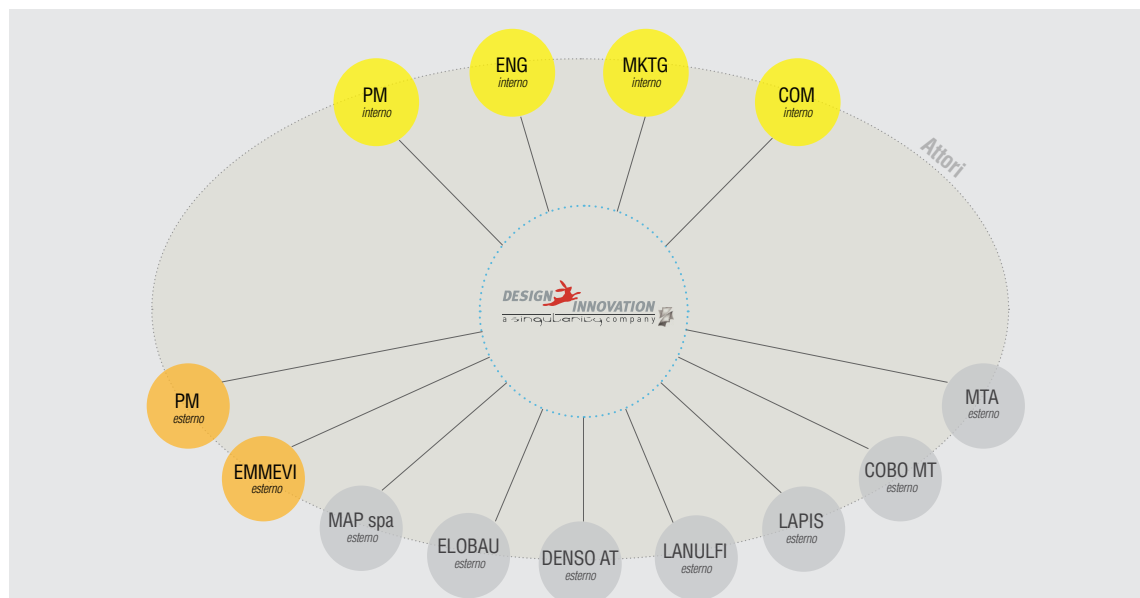 ENG
interno
MKTG
interno
PM
interno
COM
interno
Attori
DESIGN
INNOVATION
a singularity company
PM
esterno
MTA
esterno
EMMEVI
esterno
COBO MT
esterno
MAP spa
esterno
LAPIS
esterno
ELOBAU
esterno
DENSO AT
esterno
LANULFI
esterno